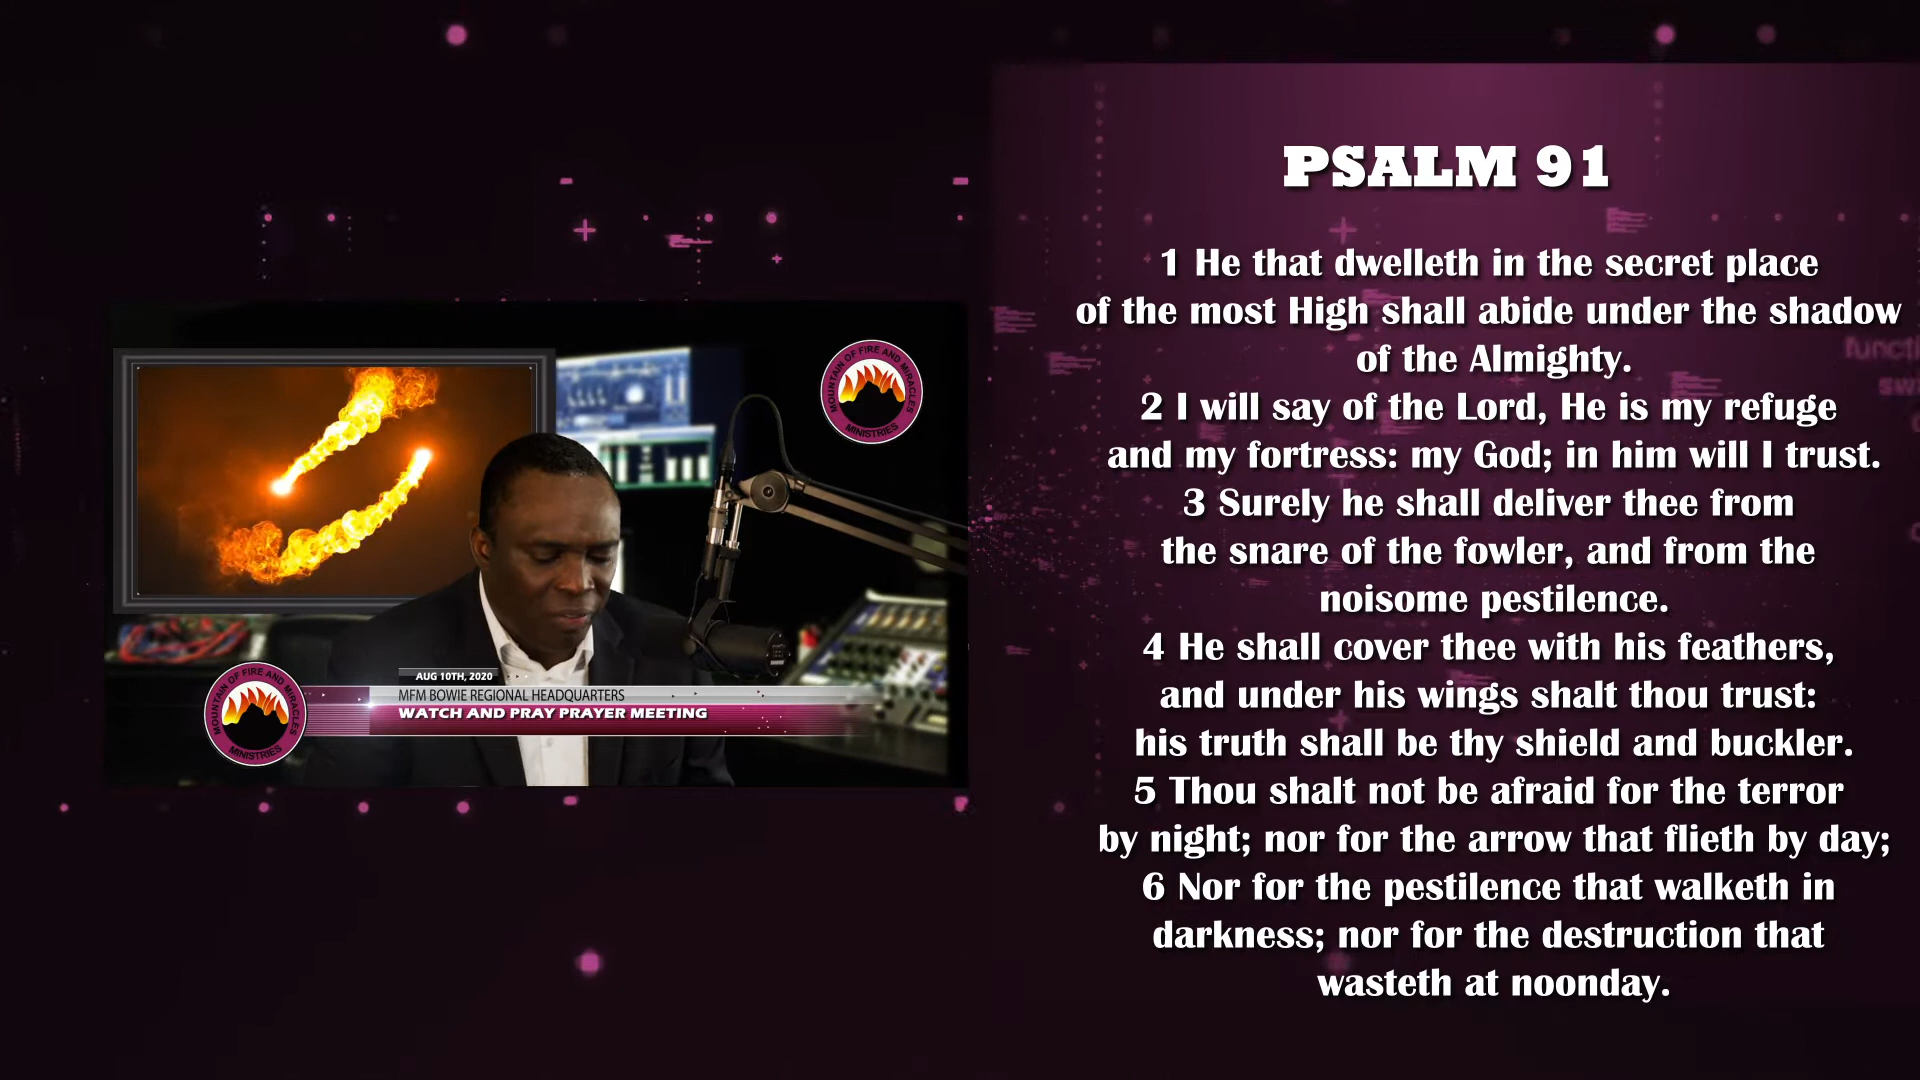 PSALM 91
1 He that dwelleth in the secret place
of the most High shall abide under the shadow
of the Almighty.
2 I will say of the Lord, He is my refuge
and my fortress: my God; in him will I trust.
3 Surely he shall deliver thee from
the snare of the fowler, and from the
noisome pestilence.
4 He shall cover thee with his feathers,
and under his wings shalt thou trust:
his truth shall be thy shield and buckler.
5 Thou shalt not be afraid for the terror
by night; nor for the arrow that flieth by day;
6 Nor for the pestilence that walketh in
darkness; nor for the destruction that
wasteth at noonday.
MOUNTAIN OF FIRE AND MIRACLES
MINISTRIES
AUG 10TH, 2020
MFM BOWIE REGIONAL HEADQUARTERS
WATCH AND PRAY PRAYER MEETING
MOUNTAIN OF FIRE AND MIRACLES
MINISTRIES